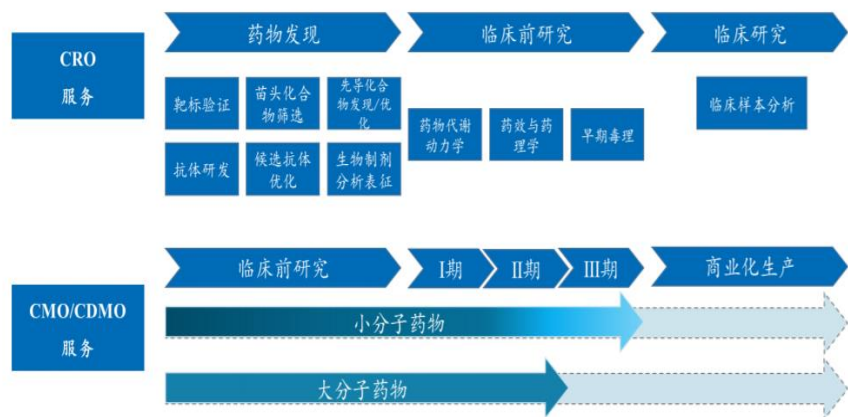 药物发现
临床前研究
临床研究
CRO
服务
靶标验证
苗头化合
物筛选
先导化合
物发现/优
化
抗体研发
候选抗体
优化
生物制剂
分析表征
药物代谢
动力学
药效与药
理学
早期毒理
临床样本分析
临床前研究
I期
II期
III期
商业化生产
CMO/CDMO
服务
小分子药物
大分子药物